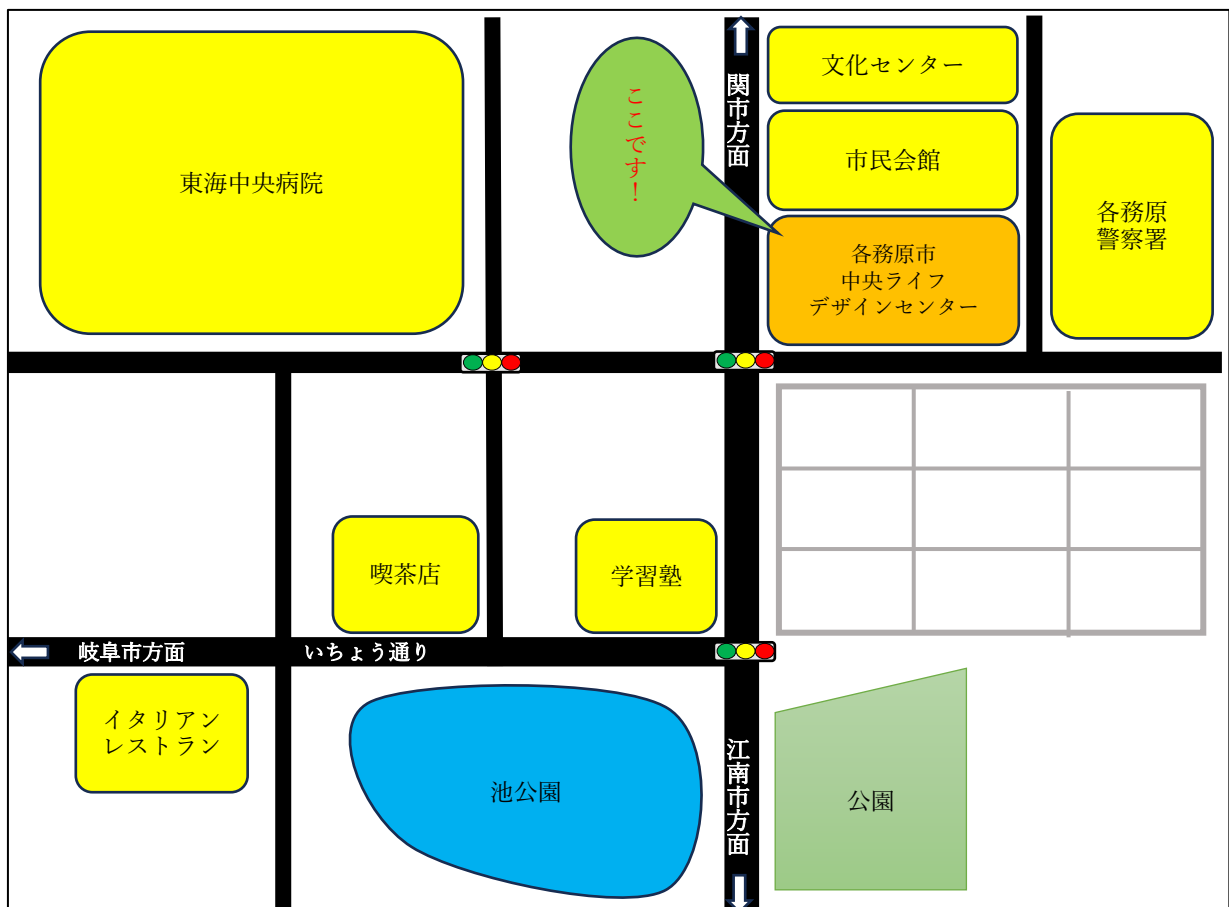 文化センター
関市方面
ここです！
市民会館
東海中央病院
各務原
警察署
各務原市
中央ライフ
デザインセンター
喫茶店
学習塾
岐阜市方面
いちょう通り
イタリアン
レストラン
池公園
江南市方面
公園